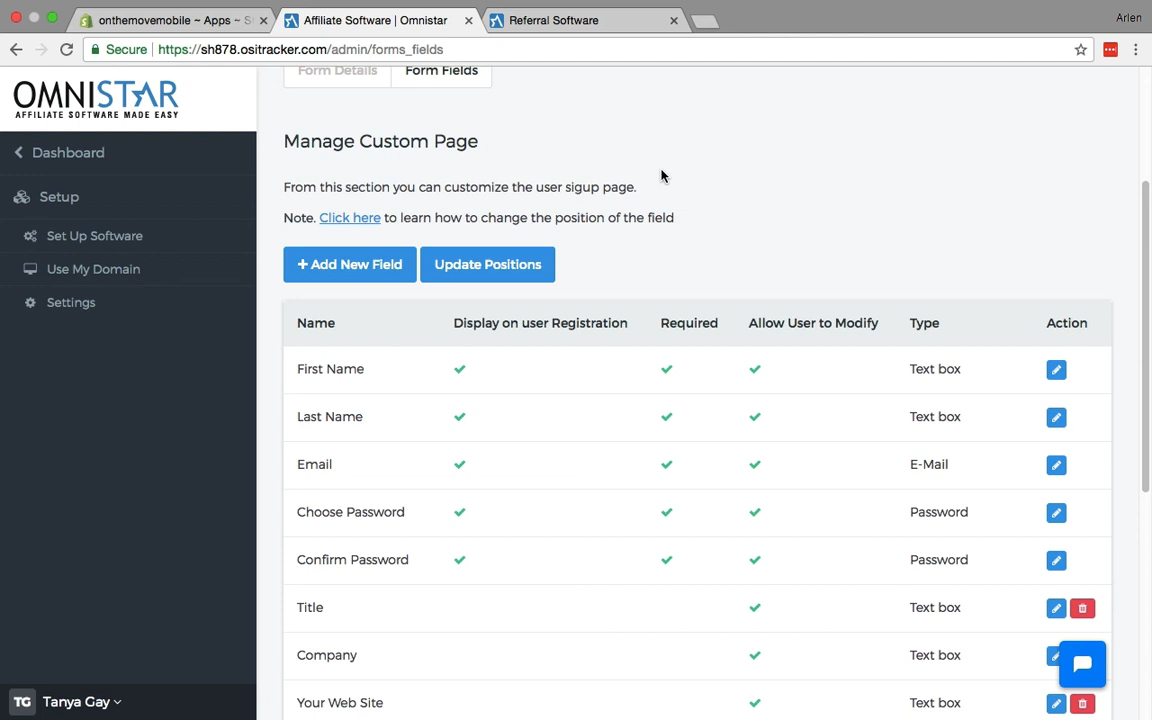 onthemovemobile ~ Apps ~ S
Affiliate Software | Omnistar
Referral Software
Arlen
Secure
https://sh878.ositracker.com/admin/forms_fields
OMNISTAR
AFFILIATE SOFTWARE MADE EASY
Dashboard
Setup
Set Up Software
Use My Domain
Settings
TG Tanya Gay
Form Details Form Fields
Manage Custom Page
From this section you can customize the user sigup page.
Note. Click here to learn how to change the position of the field
+ Add New Field Update Positions
Name Display on user Registration Required Allow User to Modify Type Action
First Name Text box
Last Name Text box
Email E-Mail
Choose Password Password
Confirm Password Password
Title Text box
Company Text box
Your Web Site Text box